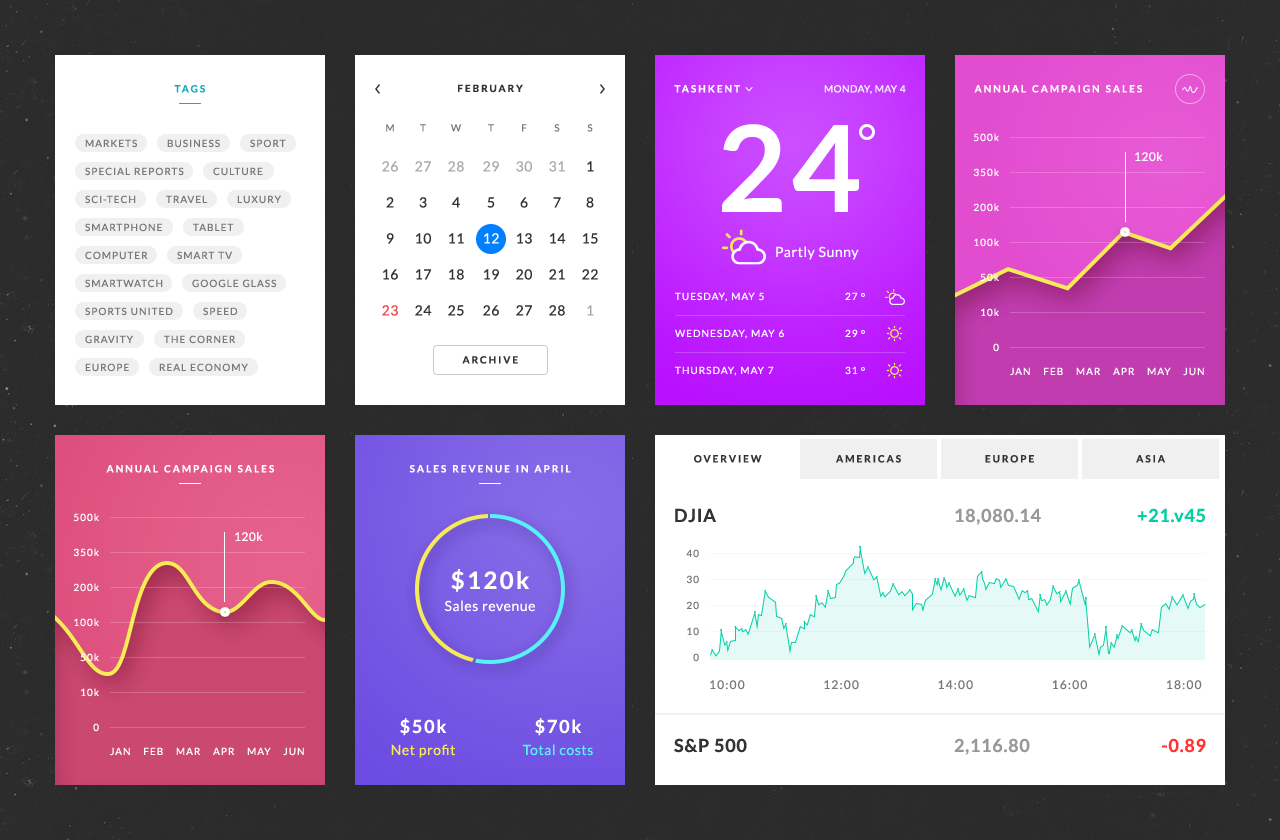 TAGS
MARKETS BUSINESS SPORT
SPECIAL REPORTS CULTURE
SCI-TECH TRAVEL LUXURY
SMARTPHONE TABLET
COMPUTER SMART TV
SMARTWATCH GOOGLE GLASS
SPORTS UNITED SPEED
GRAVITY THE CORNER
EUROPE REAL ECONOMY
FEBRUARY
M T W T F S S
26 27 28 29 30 31 1
2 3 4 5 6 7 8
9 10 11 12 13 14 15
16 17 18 19 20 21 22
23 24 25 26 27 28 1
ARCHIVE
TASHKENT MONDAY, MAY 4
24°
Partly Sunny
TUESDAY, MAY 5 27 °
WEDNESDAY, MAY 6 29 °
THURSDAY, MAY 7 31 °
ANNUAL CAMPAIGN SALES
500k
120k
350k
200k
100k
50k
10k
0
JAN FEB MAR APR MAY JUN
ANNUAL CAMPAIGN SALES
500k
120k
350k
200k
100k
50k
10k
0
JAN FEB MAR APR MAY JUN
SALES REVENUE IN APRIL
$120k
Sales revenue
$50k $70k
Net profit Total costs
OVERVIEW AMERICAS EUROPE ASIA
DJIA 18,080.14 +21.v45
40
30
20
10
0
10:00 12:00 14:00 16:00 18:00
S&P 500 2,116.80 -0.89